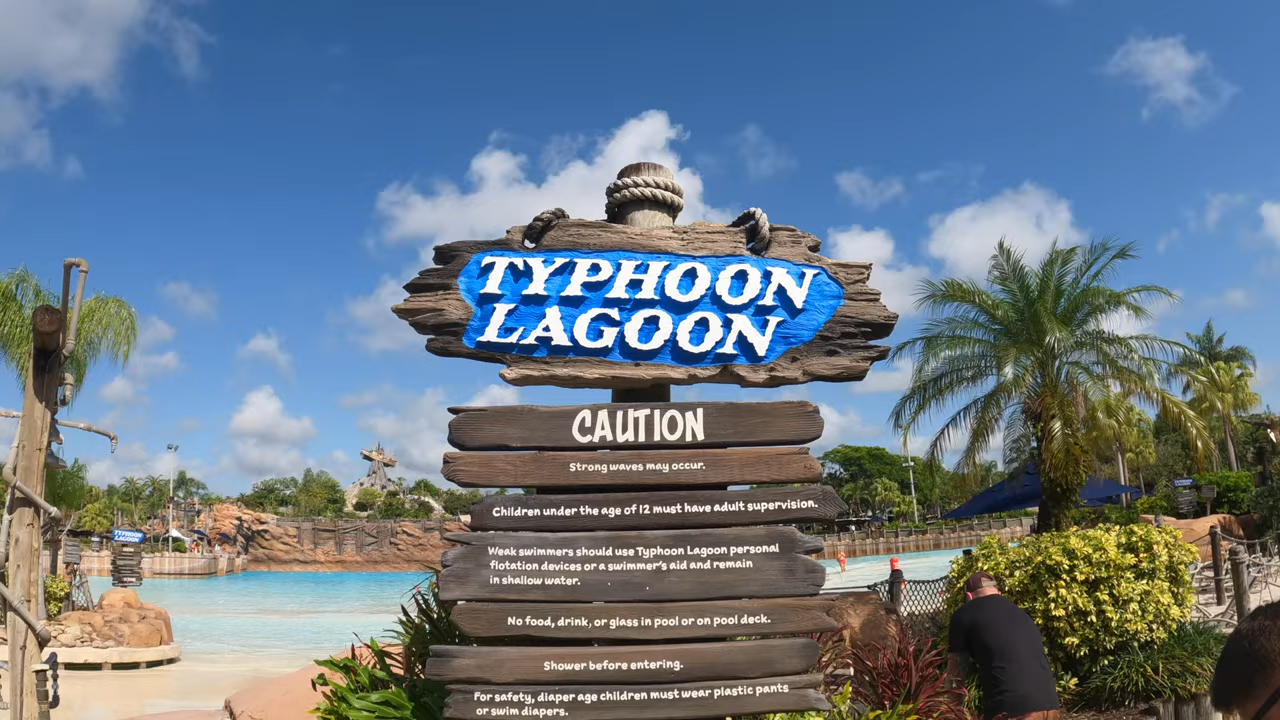 TYPHOON
LAGOON
CAUTION
Strong waves may occur.
Children under the age of 12 must have adult supervision.
Weak swimmers should use Typhoon Lagoon personal
flotation devices or a swimmer's aid and remain
in shallow water.
No food, drink, or glass in pool or on pool deck.
Shower before entering.
For safety, diaper age children must wear plastic pants
or swim diapers.
TYPHOON
LAGOON